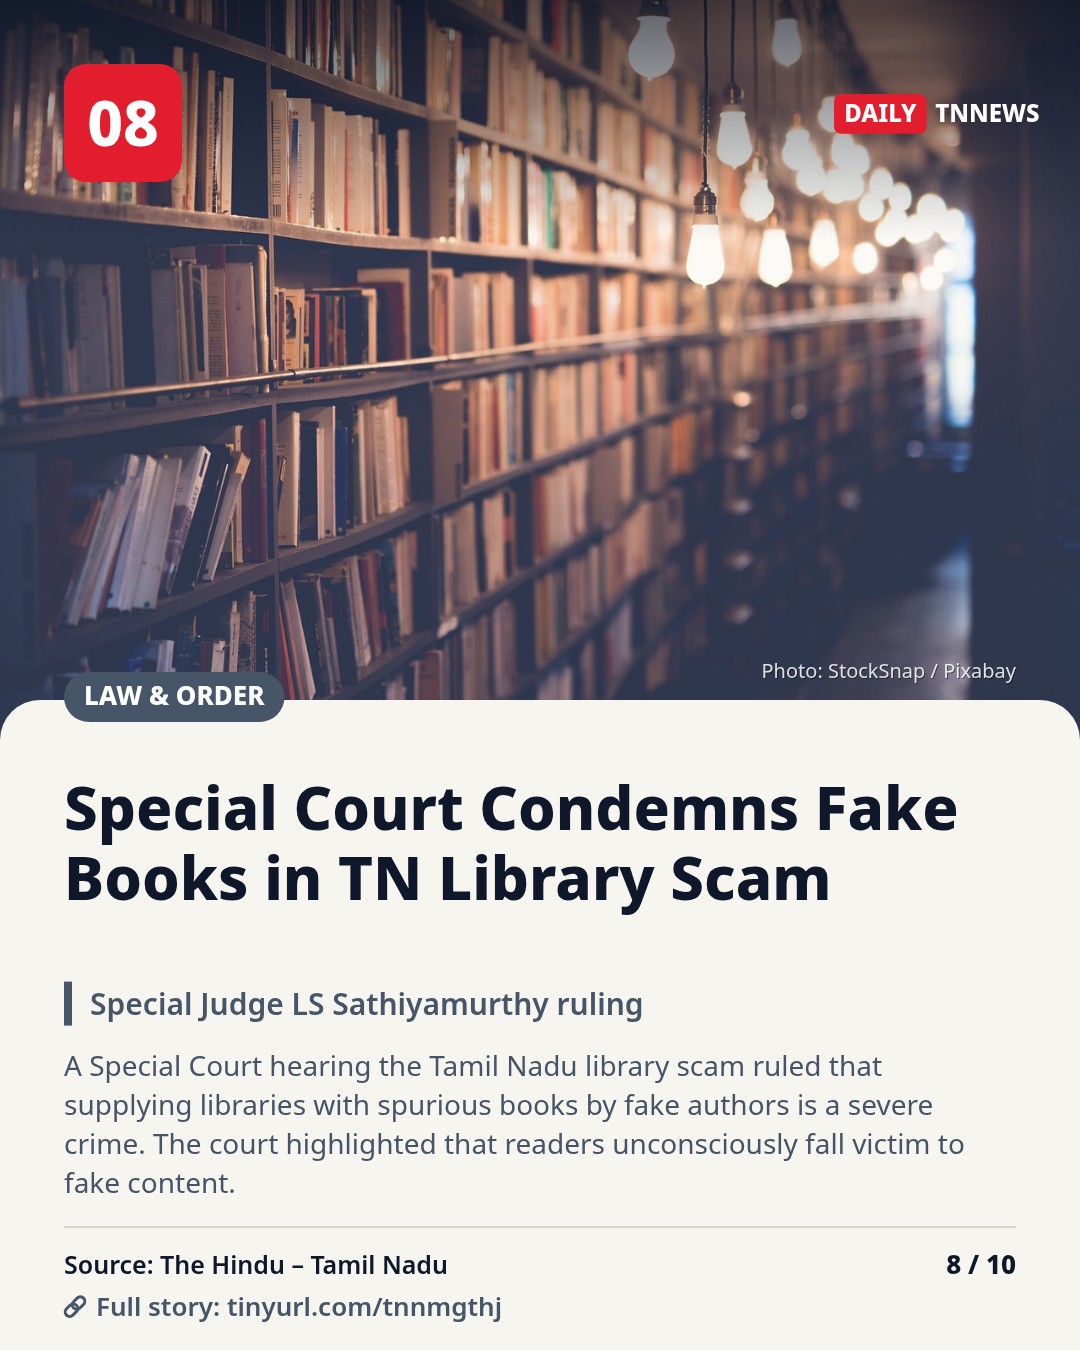 08
DAILY TNNEWS
Photo: StockSnap / Pixabay
LAW & ORDER
Special Court Condemns Fake
Books in TN Library Scam
Special Judge LS Sathiyamurthy ruling
A Special Court hearing the Tamil Nadu library scam ruled that
supplying libraries with spurious books by fake authors is a severe
crime. The court highlighted that readers unconsciously fall victim to
fake content.
Source: The Hindu – Tamil Nadu
8 / 10
Full story: tinyurl.com/tnnmgthj